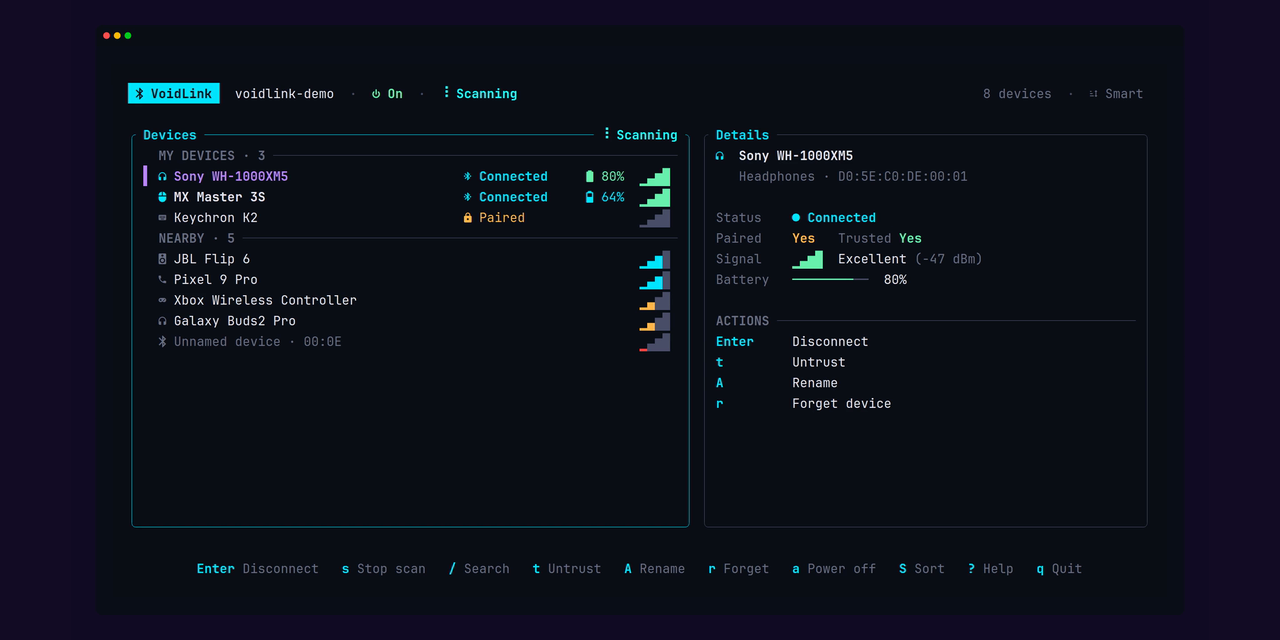 VoidLink voidlink-demo · On · Scanning 8 devices · Smart
Devices Scanning
MY DEVICES · 3
Sony WH-1000XM5 Connected 80%
MX Master 3S Connected 64%
Keychron K2 Paired
NEARBY · 5
JBL Flip 6
Pixel 9 Pro
Xbox Wireless Controller
Galaxy Buds2 Pro
Unnamed device · 00:0E
Details
Sony WH-1000XM5
Headphones · D0:5E:C0:DE:00:01
Status Connected
Paired Yes Trusted Yes
Signal Excellent (-47 dBm)
Battery 80%
ACTIONS
Enter Disconnect
t Untrust
A Rename
r Forget device
Enter Disconnect s Stop scan / Search t Untrust A Rename r Forget a Power off S Sort ? Help q Quit